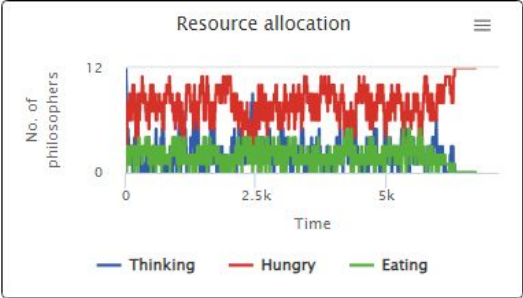 Resource allocation
12
No. of
philosophers
0
0 2.5k 5k
Time
Thinking Hungry Eating